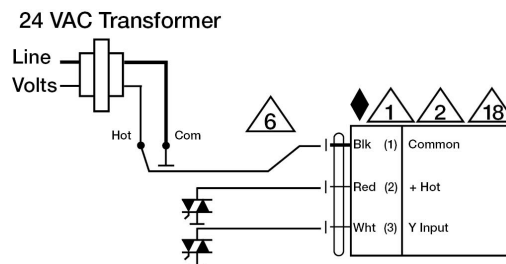 24 VAC Transformer
Line
Volts
Hot
Com
6
1
2
18
Blk (1) Common
Red (2) + Hot
Wht (3) Y Input